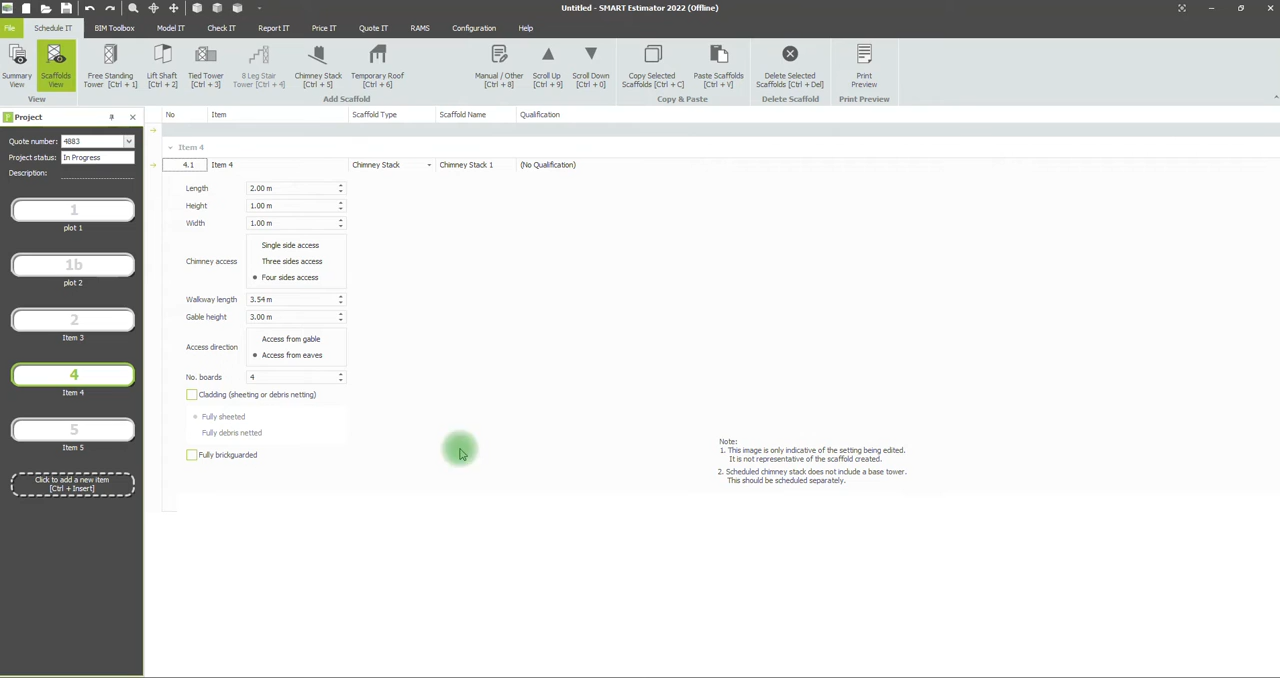 Untitled - SMART Estimator 2022 (Offline)
File Schedule IT BIM Toolbox Model IT Check IT Report IT Price IT Quote IT RAMS Configuration Help
Summary View
Scaffolds View
View
Free Standing Tower [Ctrl + 1]
Lift Shaft [Ctrl + 2]
Tied Tower [Ctrl + 3]
8 Leg Stair Tower [Ctrl + 4]
Chimney Stack [Ctrl + 5]
Temporary Roof [Ctrl + 6]
Manual / Other [Ctrl + 8]
Scroll Up [Ctrl + 9]
Scroll Down [Ctrl + 0]
Add Scaffold
Copy Selected Scaffolds [Ctrl + C]
Paste Scaffolds [Ctrl + V]
Copy & Paste
Delete Selected Scaffolds [Ctrl + Del]
Delete Scaffold
Print Preview
Print Preview
Project
Quote number: 4883
Project status: In Progress
Description:
1
plot 1
1b
plot 2
2
Item 3
4
Item 4
5
Item 5
Click to add a new item
[Ctrl + Insert]
No Item Scaffold Type Scaffold Name Qualification
Item 4
4.1 Item 4 Chimney Stack Chimney Stack 1 (No Qualification)
Length 2.00 m
Height 1.00 m
Width 1.00 m
Chimney access
Single side access
Three sides access
Four sides access
Walkway length 3.54 m
Gable height 3.00 m
Access direction
Access from gable
Access from eaves
No. boards 4
Cladding (sheeting or debris netting)
Fully sheeted
Fully debris netted
Fully brickguarded
Note:
1. This image is only indicative of the setting being edited.
It is not representative of the scaffold created.
2. Scheduled chimney stack does not include a base tower.
This should be scheduled separately.